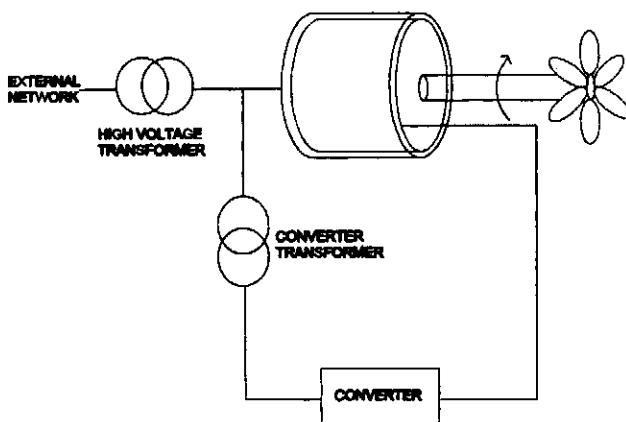 EXTERNAL
NETWORK
HIGH VOLTAGE
TRANSFORMER
CONVERTER
TRANSFORMER
CONVERTER